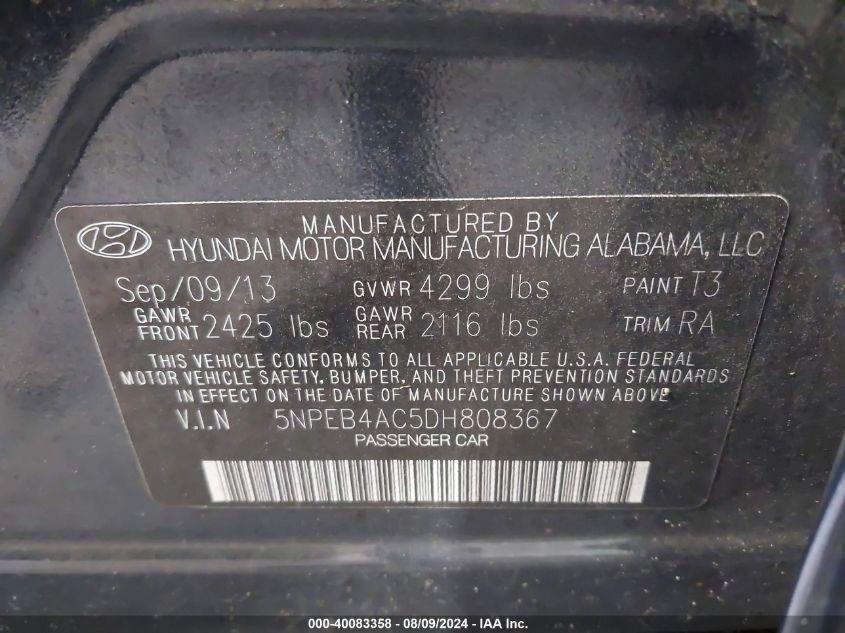 MANUFACTURED BY
HYUNDAI MOTOR MANUFACTURING ALABAMA, LLC
Sep/09/13 GVWR 4299 lbs PAINT T3
GAWR FRONT 2425 lbs GAWR REAR 2116 lbs TRIM RA
THIS VEHICLE CONFORMS TO ALL APPLICABLE U.S.A. FEDERAL
MOTOR VEHICLE SAFETY, BUMPER, AND THEFT PREVENTION STANDARDS
IN EFFECT ON THE DATE OF MANUFACTURE SHOWN ABOVE
V.I.N 5NPEB4AC5DH808367
PASSENGER CAR
000-40083358 - 08/09/2024 - IAA Inc.